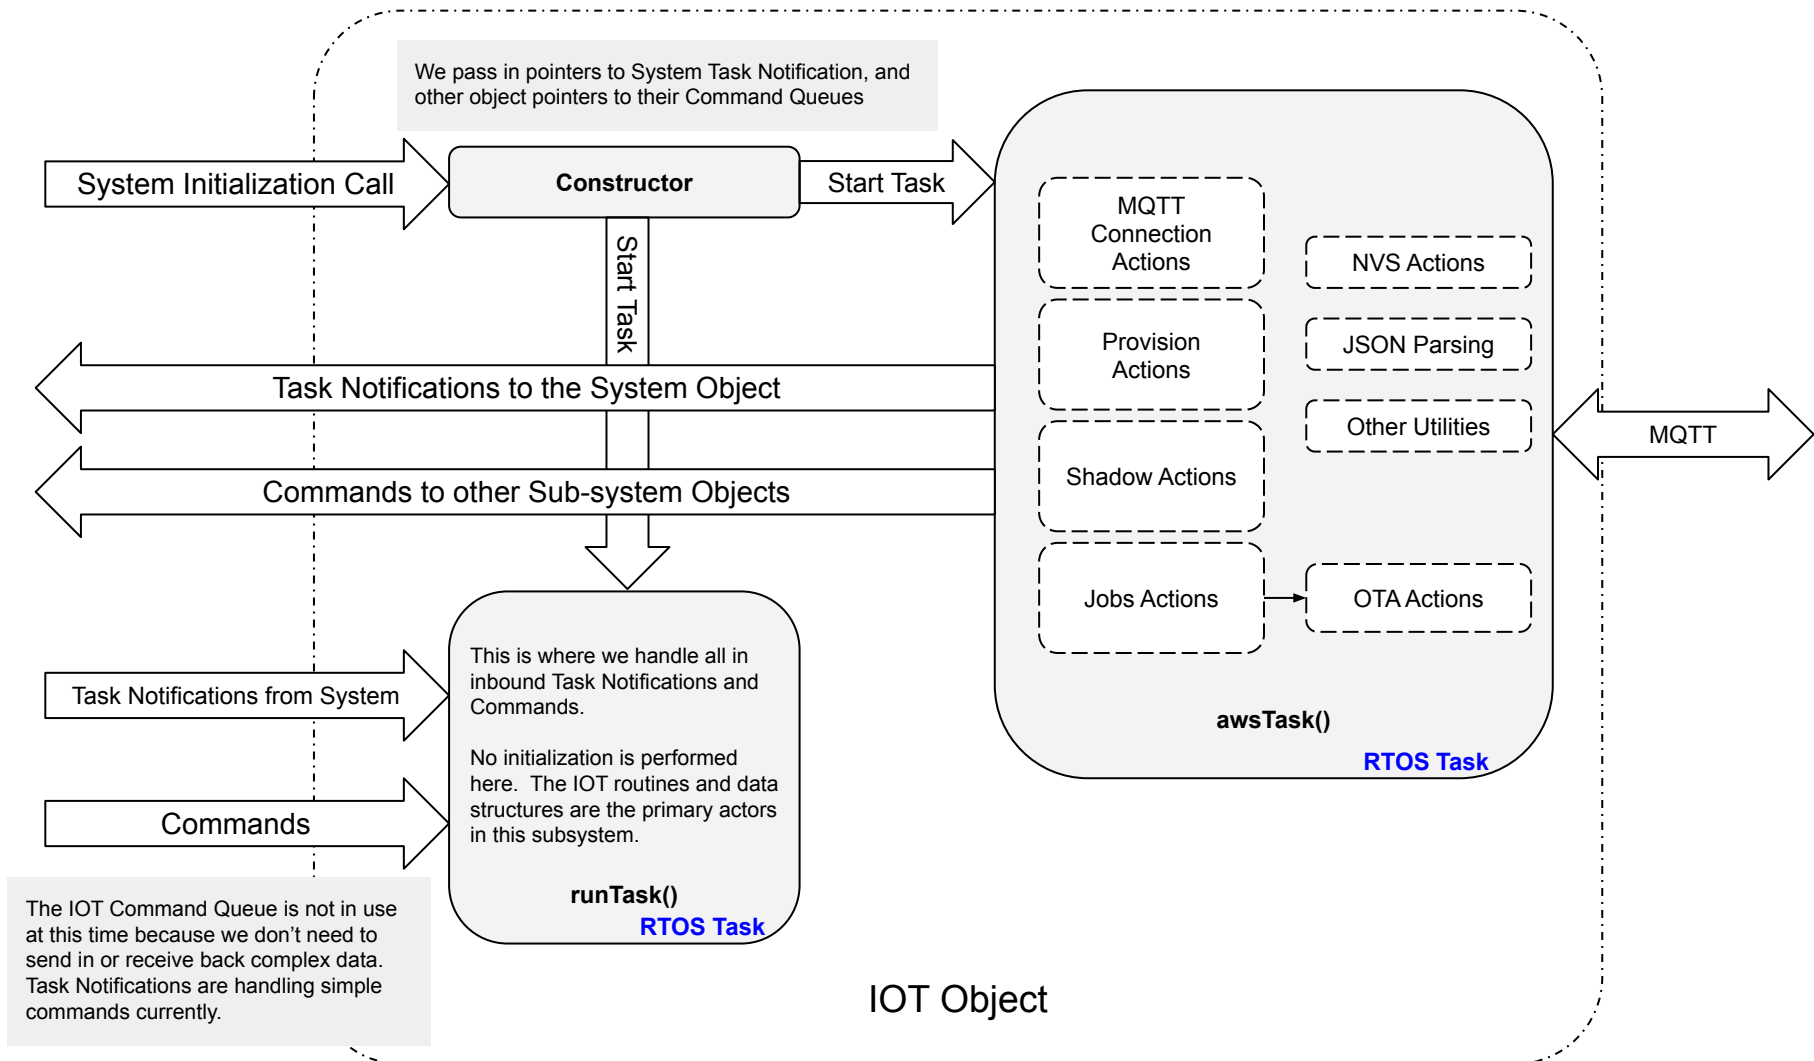 We pass in pointers to System Task Notification, and
other object pointers to their Command Queues
System Initialization Call
Constructor
Start Task
Start Task
MQTT
Connection
Actions
NVS Actions
Provision
Actions
JSON Parsing
Other Utilities
Shadow Actions
Jobs Actions
OTA Actions
awsTask()
RTOS Task
MQTT
Task Notifications to the System Object
Commands to other Sub-system Objects
Task Notifications from System
Commands
This is where we handle all in
inbound Task Notifications and
Commands.
No initialization is performed
here.  The IOT routines and data
structures are the primary actors
in this subsystem.
runTask()
RTOS Task
The IOT Command Queue is not in use
at this time because we don’t need to
send in or receive back complex data.
Task Notifications are handling simple
commands currently.
IOT Object